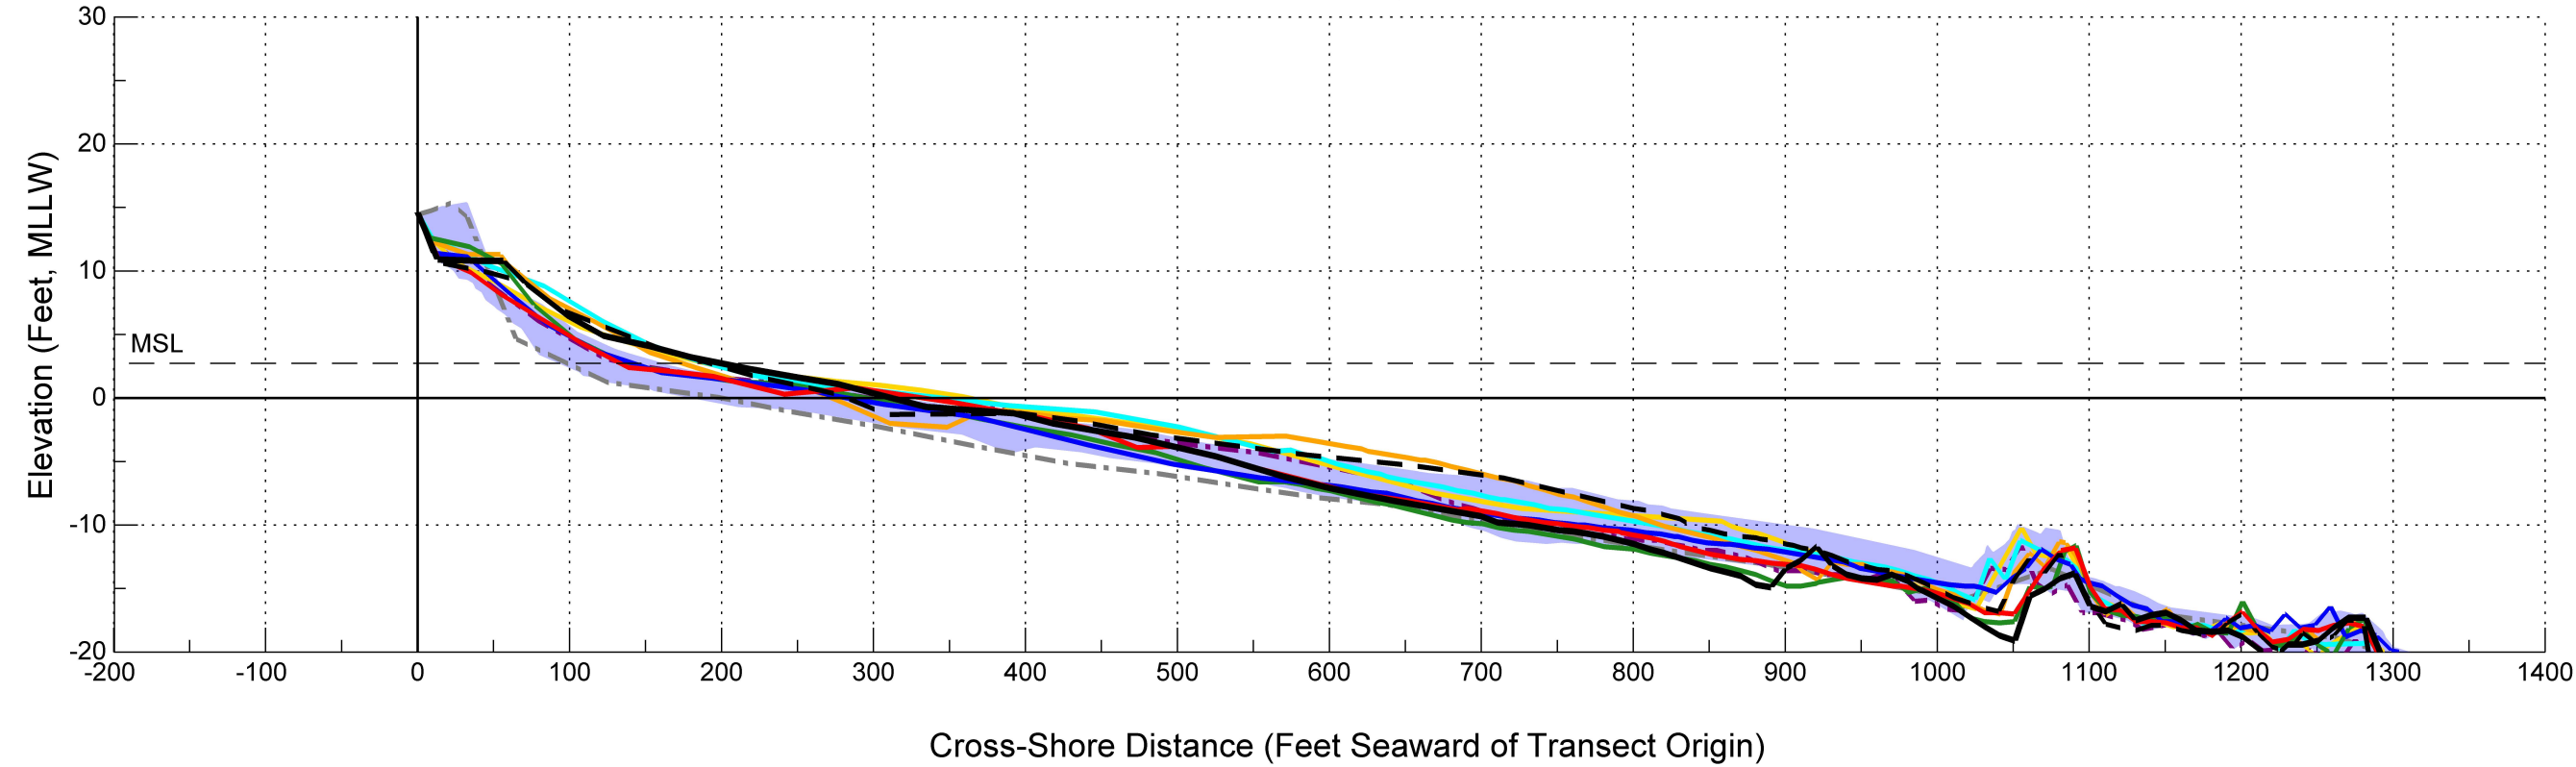 30
20
10
0
-10
-20
Elevation (Feet, MLLW)
MSL
-200 -100 0 100 200 300 400 500 600 700 800 900 1000 1100 1200 1300 1400
Cross-Shore Distance (Feet Seaward of Transect Origin)